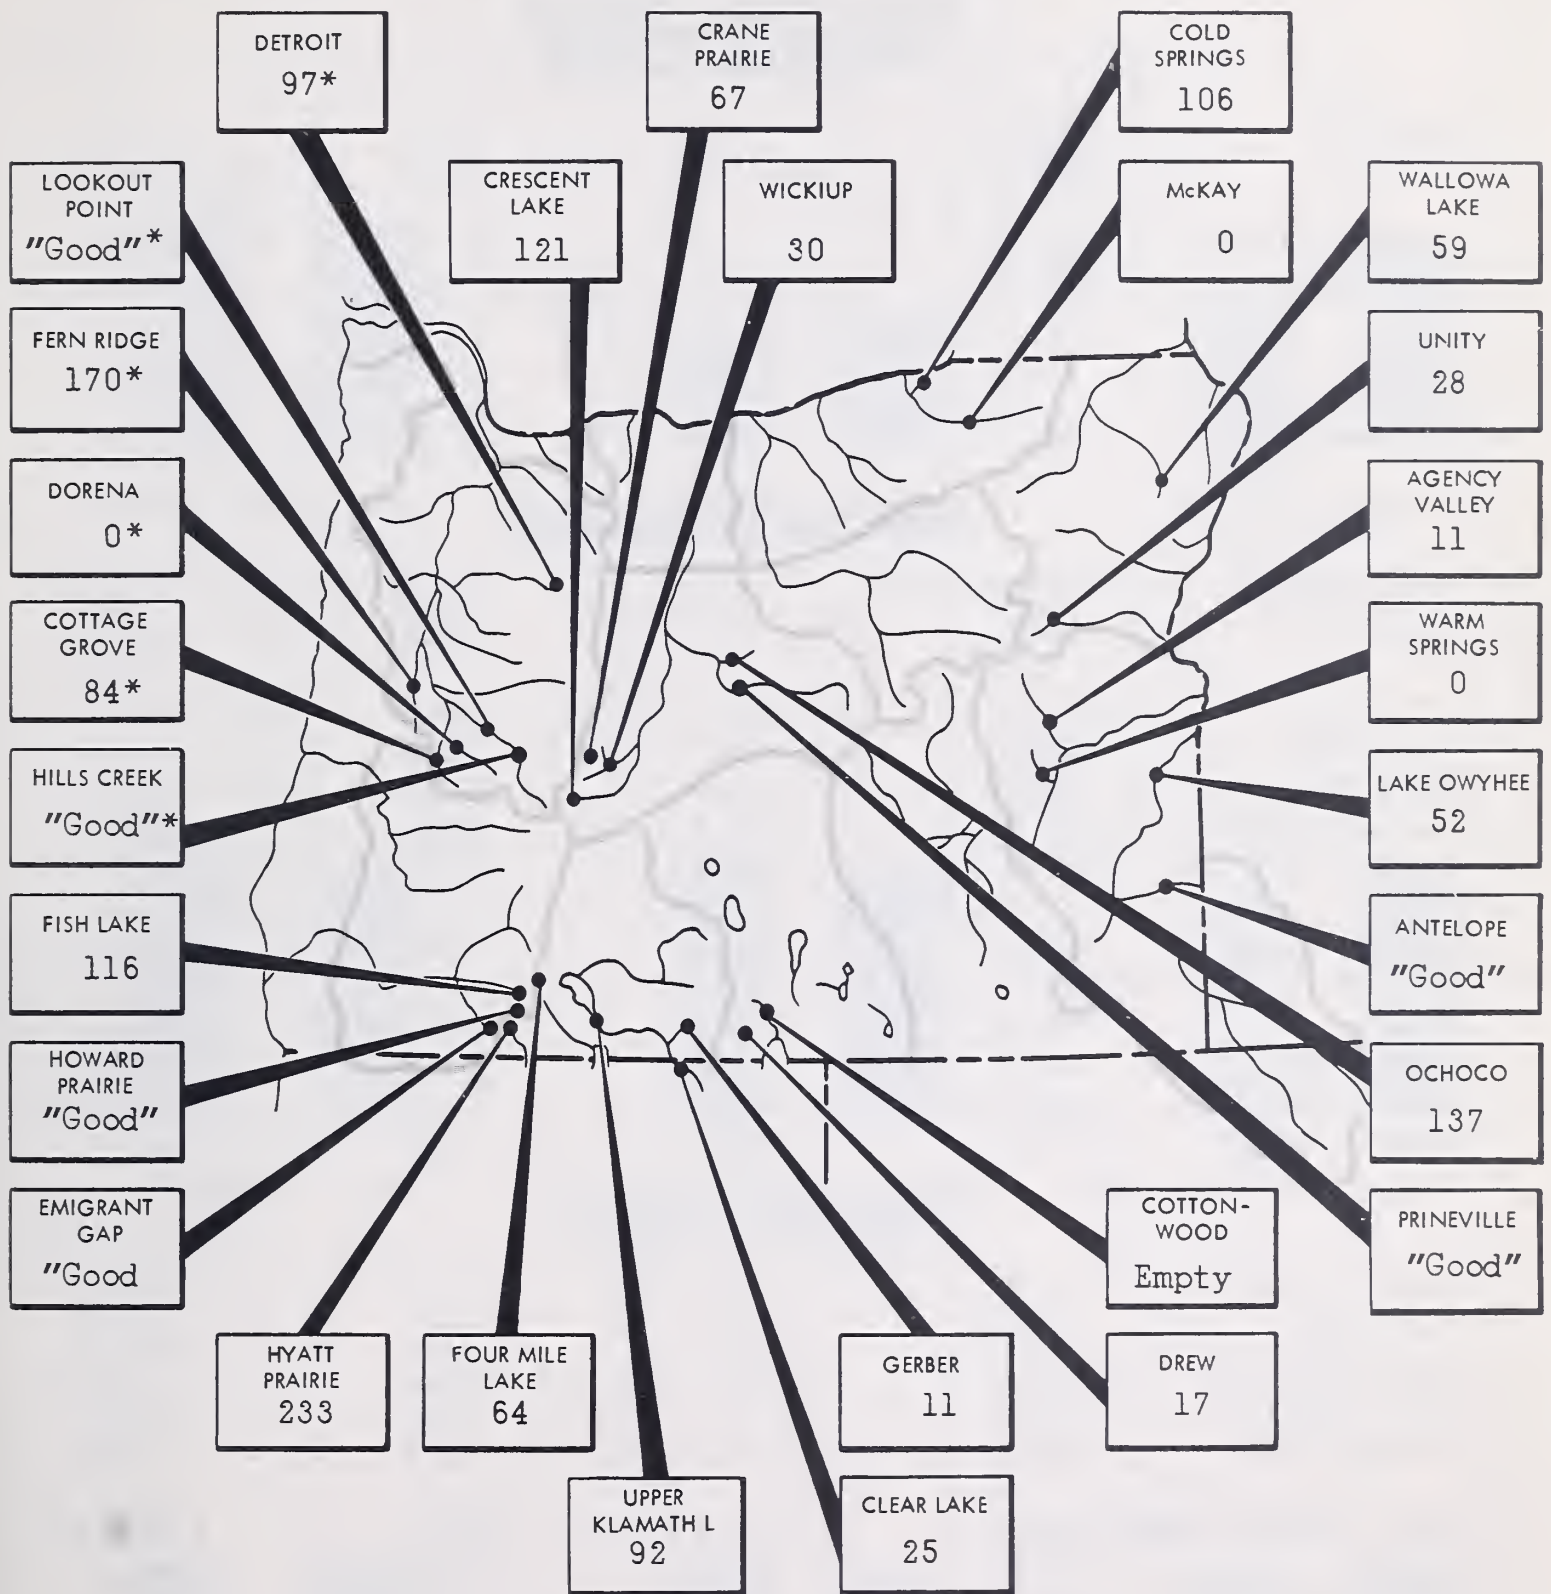 DETROIT
97*
CRANE
PRAIRIE
67
COLD
SPRINGS
106
LOOKOUT
POINT
"Good"*
CRESCENT
LAKE
121
WICKIUP
30
McKAY
0
WALLOWA
LAKE
59
FERN RIDGE
170*
UNITY
28
DORENA
0*
AGENCY
VALLEY
11
COTTAGE
GROVE
84*
WARM
SPRINGS
0
HILLS CREEK
"Good"*
LAKE OWYHEE
52
FISH LAKE
116
ANTELOPE
"Good"
HOWARD
PRAIRIE
"Good"
OCHOCO
137
EMIGRANT
GAP
"Good
COTTON-
WOOD
Empty
PRINEVILLE
"Good"
HYATT
PRAIRIE
233
FOUR MILE
LAKE
64
GERBER
11
DREW
17
UPPER
KLAMATH L
92
CLEAR LAKE
25